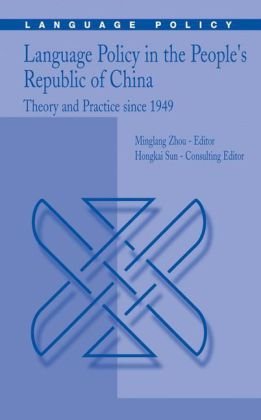 LANGUAGE POLICY
Language Policy in the People's
Republic of China
Theory and Practice since 1949
Minglang Zhou - Editor
Hongkai Sun - Consulting Editor